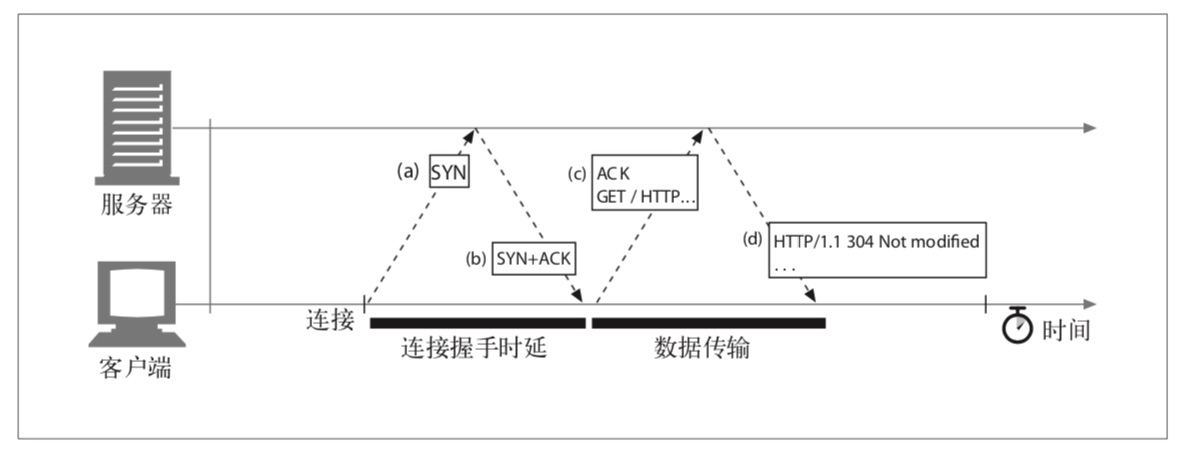 服务器
(a)
SYN
(b)
SYN+ACK
(c)
ACK
GET / HTTP...
(d)
HTTP/1.1 304 Not modified
...
客户端
连接
连接握手时延
数据传输
时间